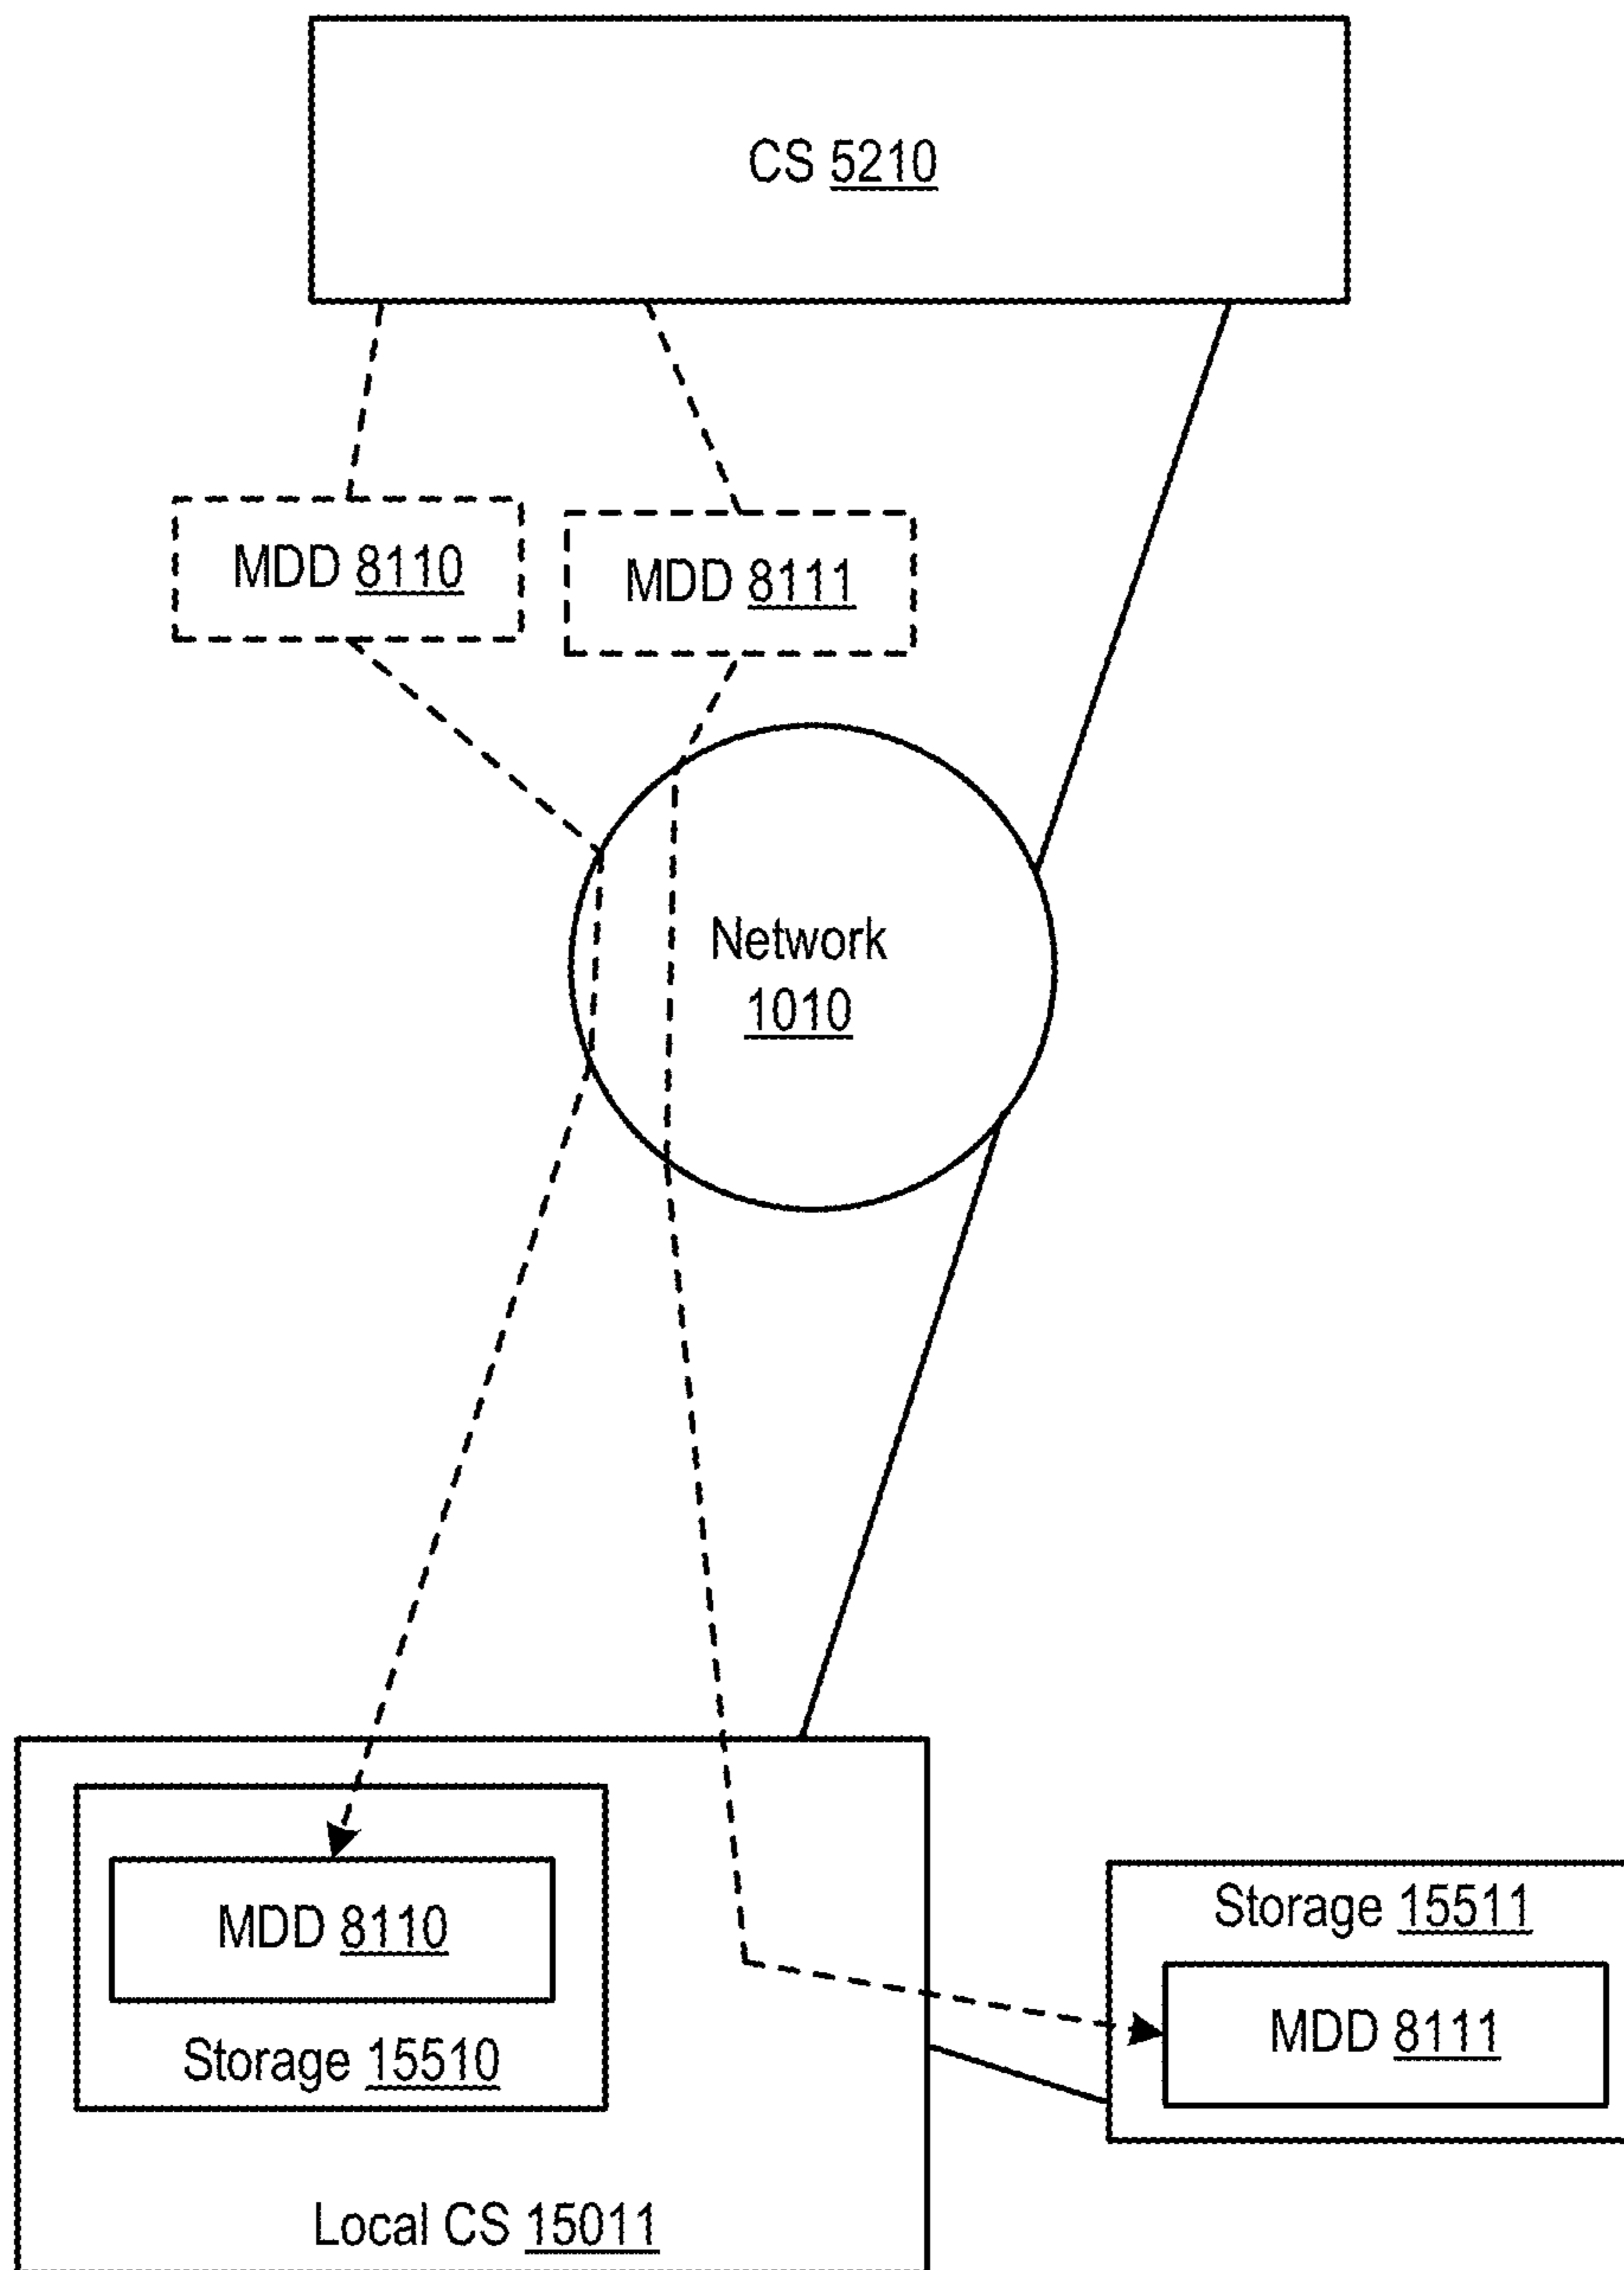 CS 5210
MDD 8110
MDD 8111
Network
1010
MDD 8110
Storage 15510
Local CS 15011
Storage 15511
MDD 8111